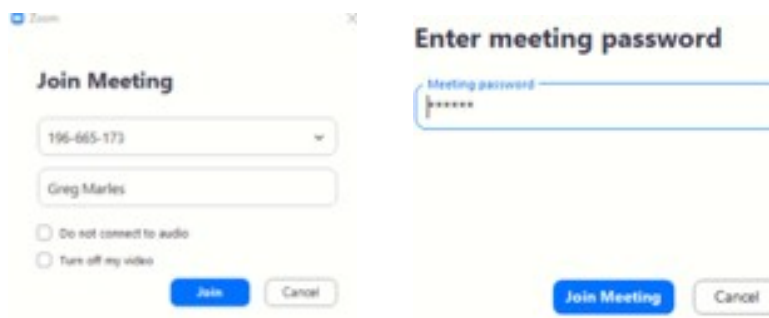 Zoom
Join Meeting
196-665-173
Greg Marles
Do not connect to audio
Turn off my video
Join Cancel
Enter meeting password
Meeting password
******
Join Meeting Cancel